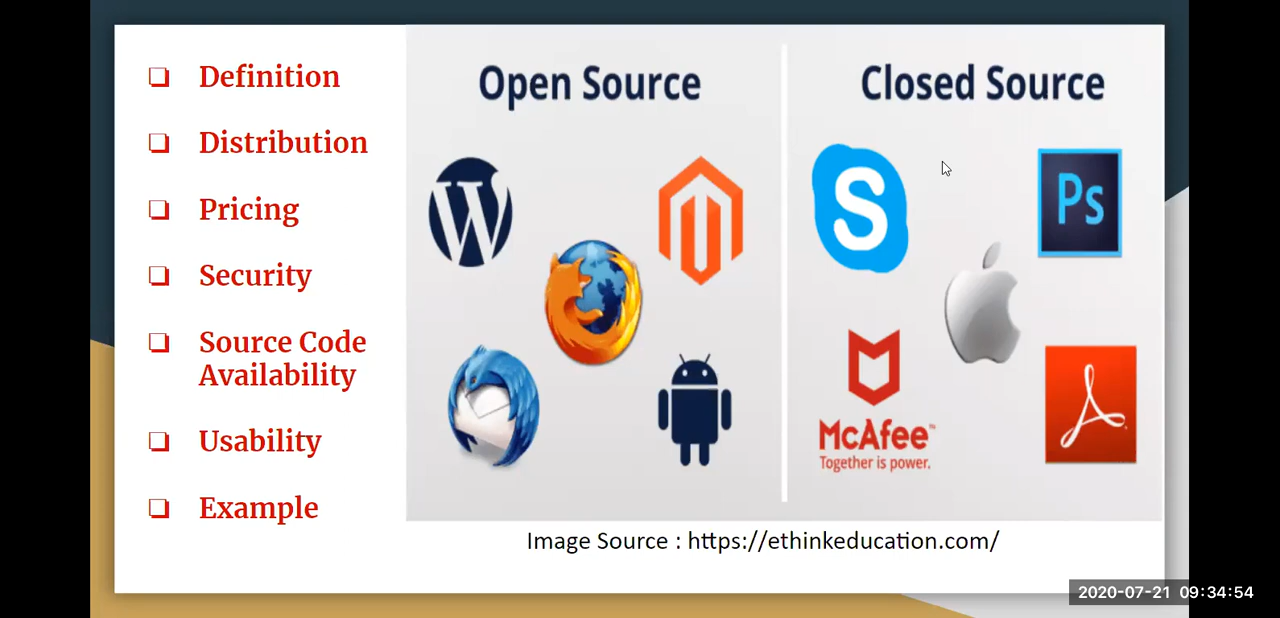 Definition
Distribution
Pricing
Security
Source Code
Availability
Usability
Example
Open Source
Closed Source
W
S
Ps
McAfee™
Together is power.
Image Source : https://ethinkeducation.com/
2020-07-21 09:34:54